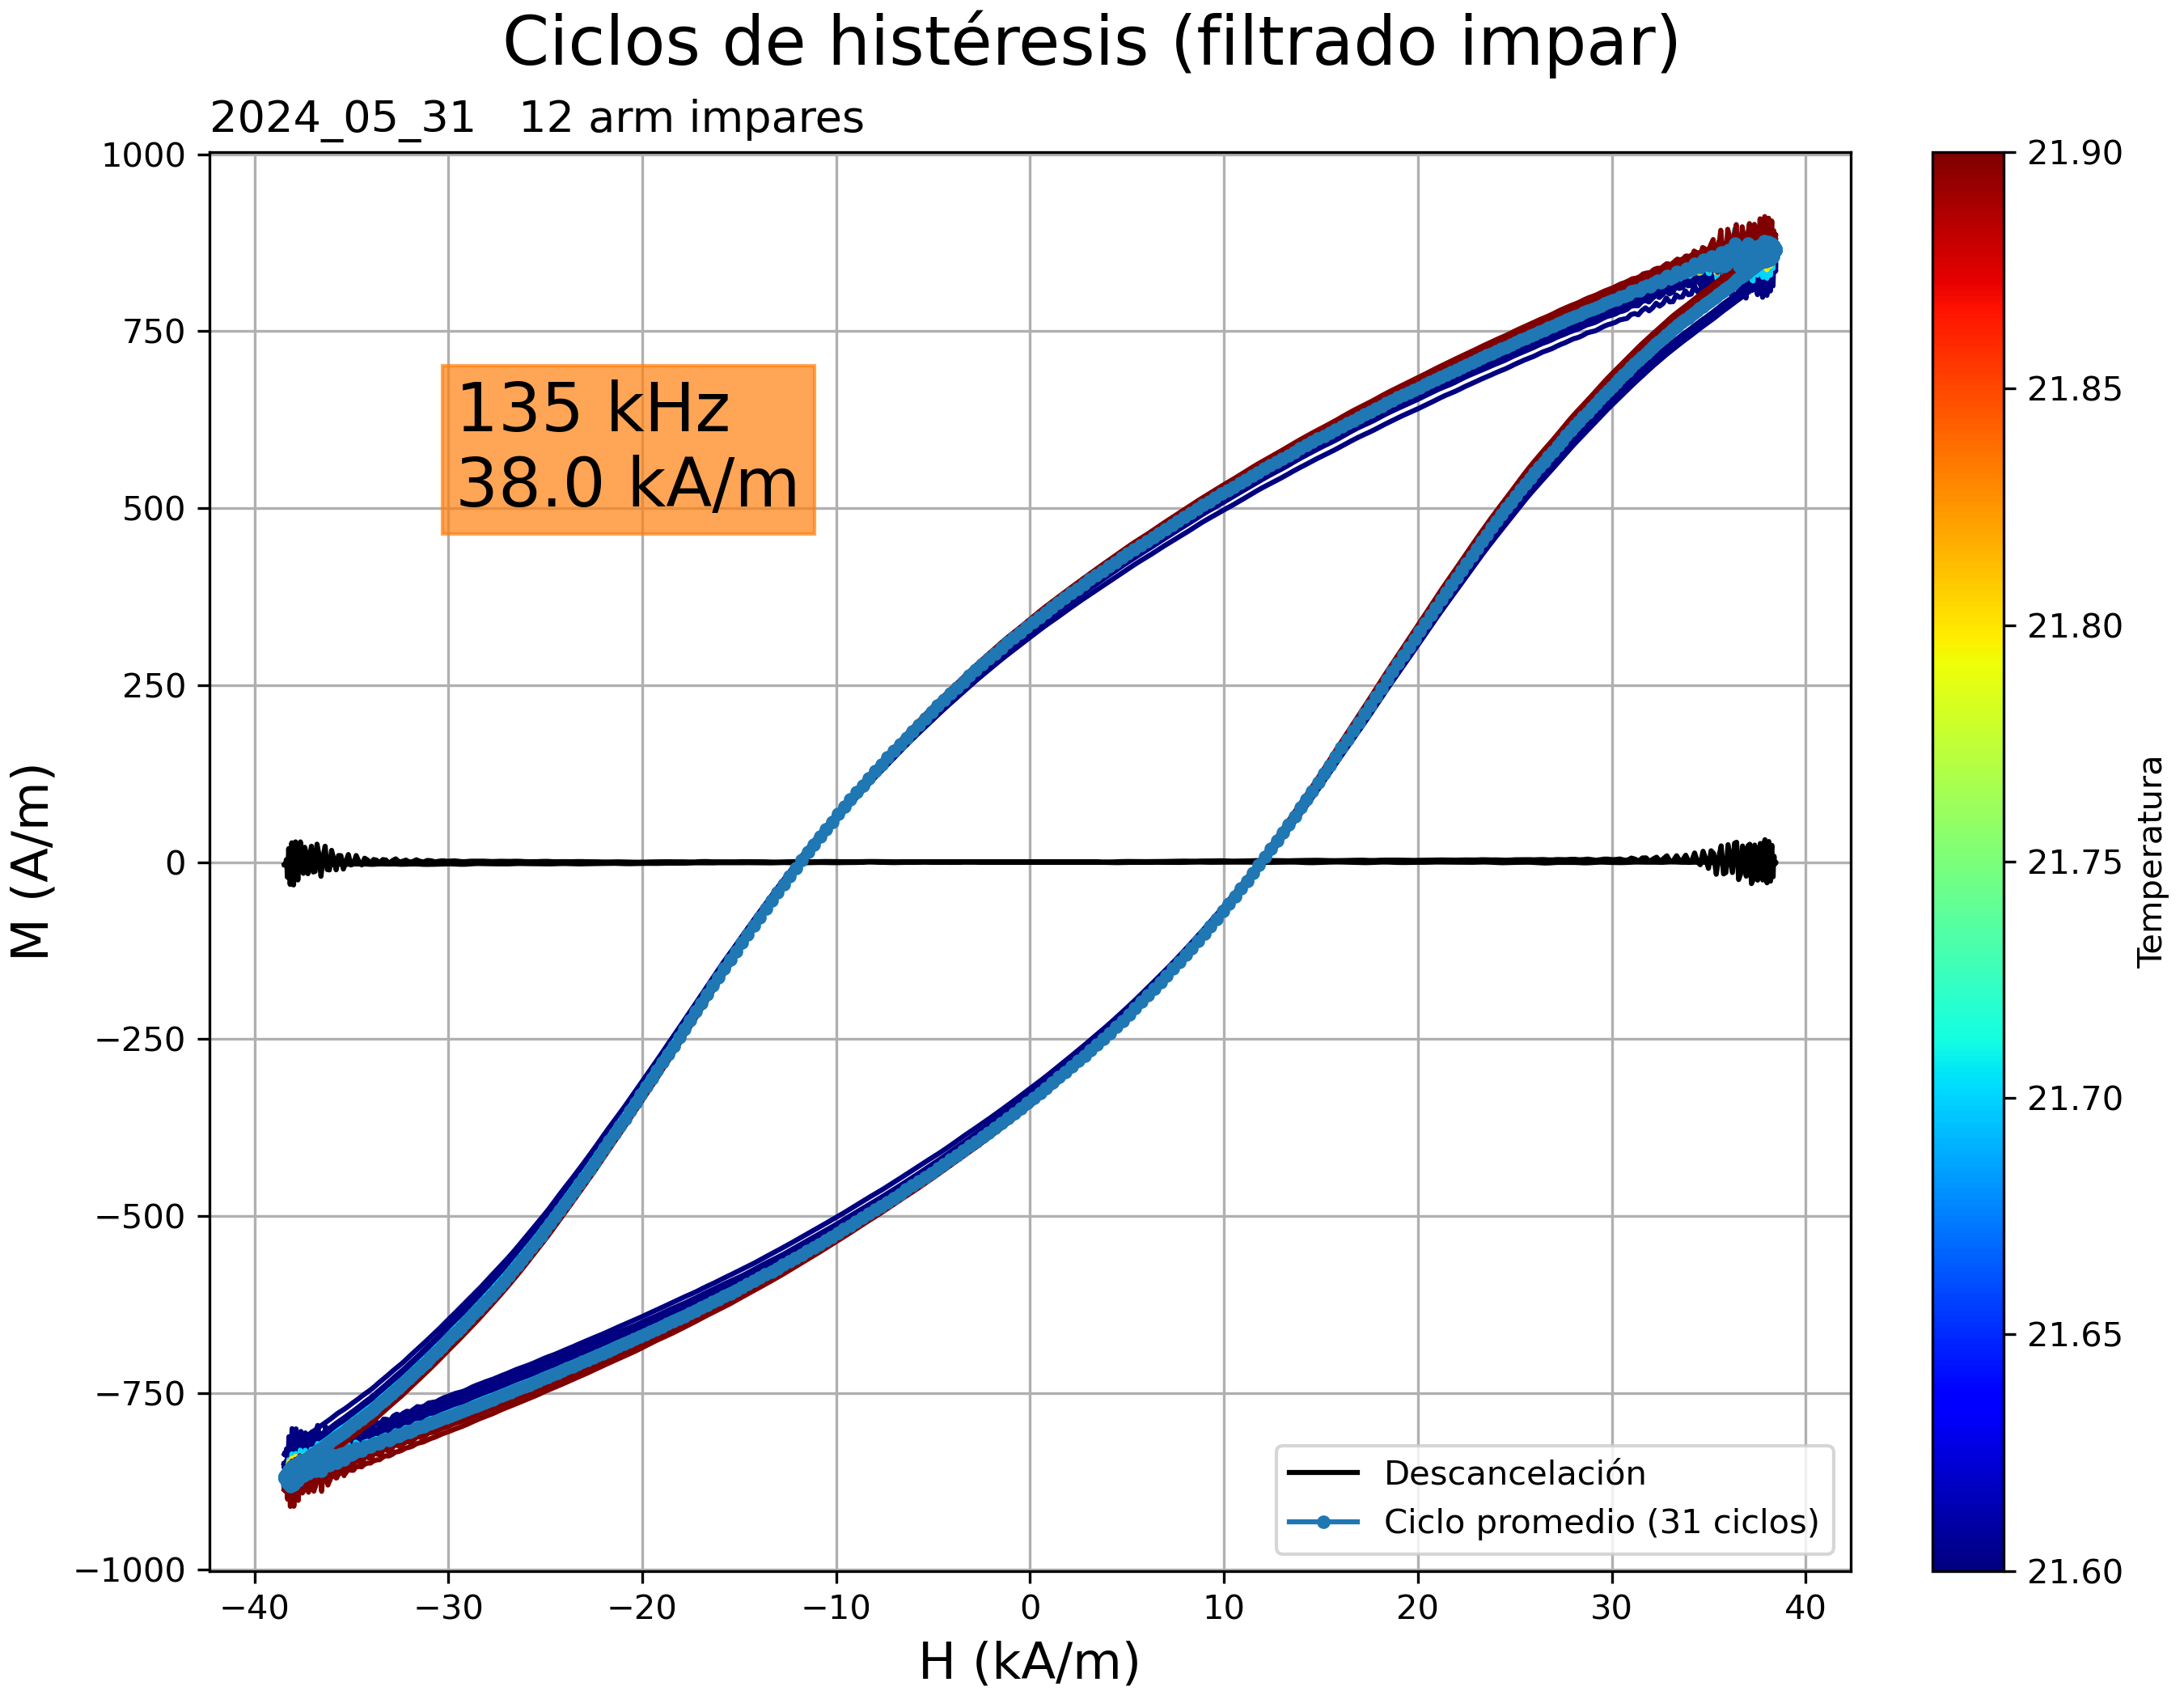 Ciclos de histéresis (filtrado impar)
2024_05_31   12 arm impares
1000
750
500
250
0
−250
−500
−750
−1000
M (A/m)
135 kHz
38.0 kA/m
Descancelación
Ciclo promedio (31 ciclos)
−40 −30 −20 −10 0 10 20 30 40
H (kA/m)
21.90
21.85
21.80
21.75
21.70
21.65
21.60
Temperatura